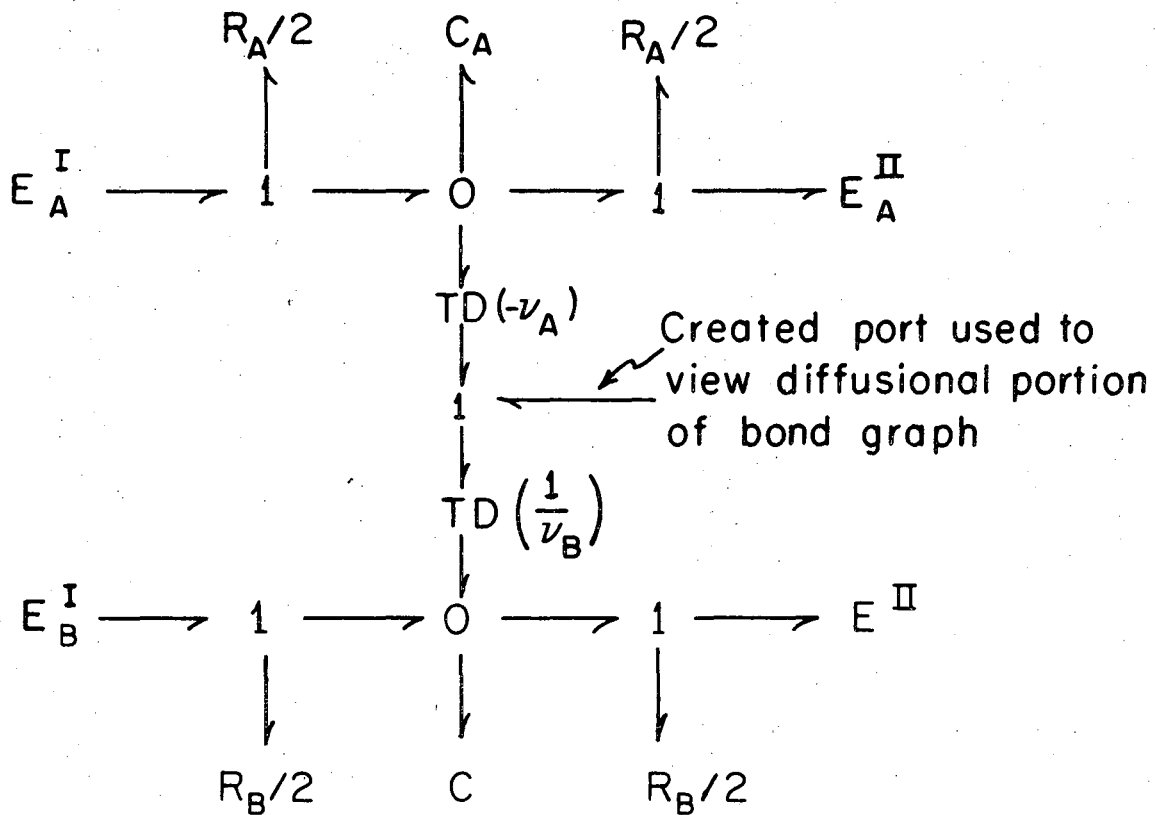 R_A/2 C_A R_A/2
E_A^I 1 0 1 E_A^II
TD(-ν_A)
Created port used to
view diffusional portion
of bond graph
1
TD(1/ν_B)
E_B^I 1 0 1 E^II
R_B/2 C R_B/2